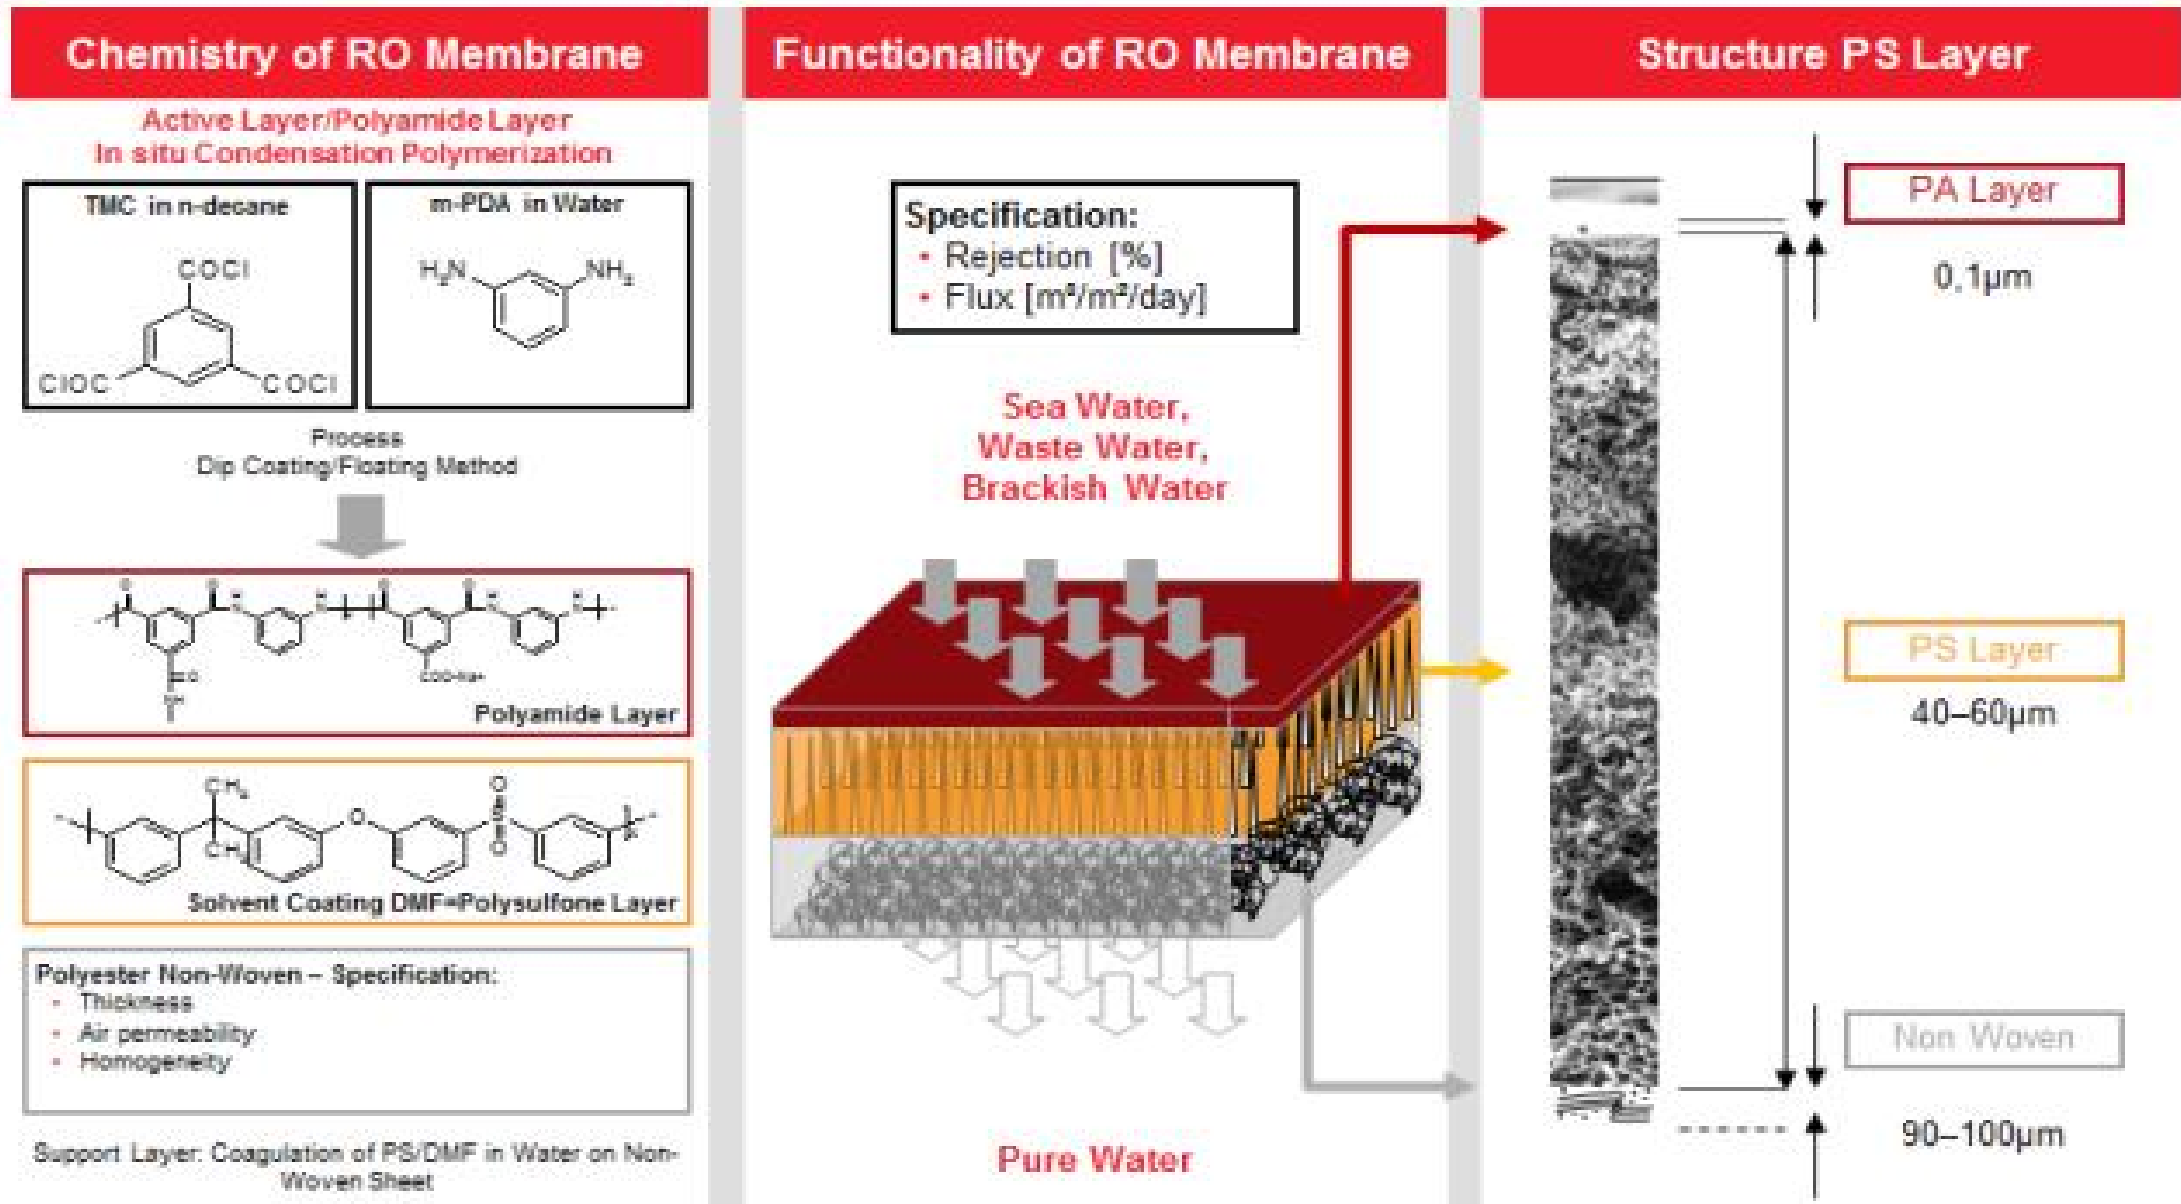 Chemistry of RO Membrane
Active Layer/Polyamide Layer
In situ Condensation Polymerization
TMC in n-decane
COCl
ClOC
COCl
m-PDA in Water
H₂N
NH₂
Process
Dip Coating/Floating Method
O
O
O
O
O
NH
COO-Na+
Polyamide Layer
CH₃
CH₃
O
O
O
Solvent Coating DMF=Polysulfone Layer
Polyester Non-Woven – Specification:
• Thickness
• Air permeability
• Homogeneity
Support Layer: Coagulation of PS/DMF in Water on Non-
Woven Sheet
Functionality of RO Membrane
Specification:
• Rejection [%]
• Flux [m³/m²/day]
Sea Water,
Waste Water,
Brackish Water
Pure Water
Structure PS Layer
PA Layer
0,1µm
PS Layer
40–60µm
Non Woven
90–100µm